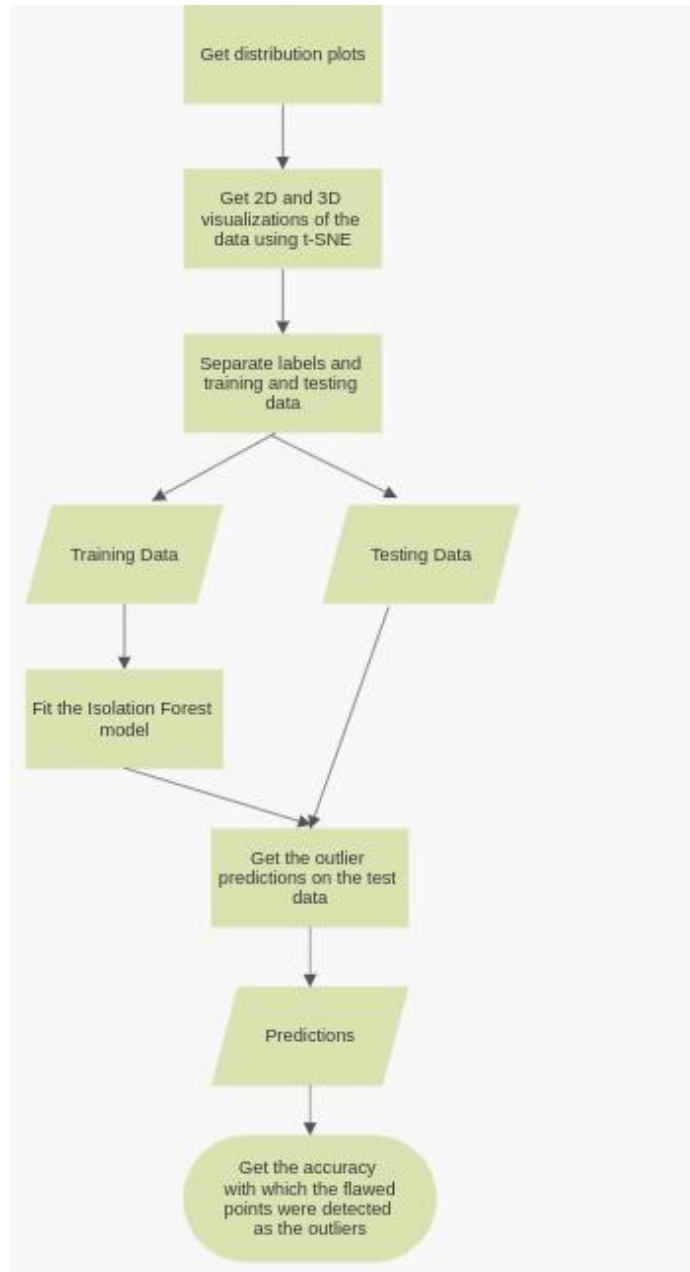 Get distribution plots
Get 2D and 3D
visualizations of the
data using t-SNE
Separate labels and
training and testing
data
Training Data
Testing Data
Fit the Isolation Forest
model
Get the outlier
predictions on the test
data
Predictions
Get the accuracy
with which the flawed
points were detected
as the outliers